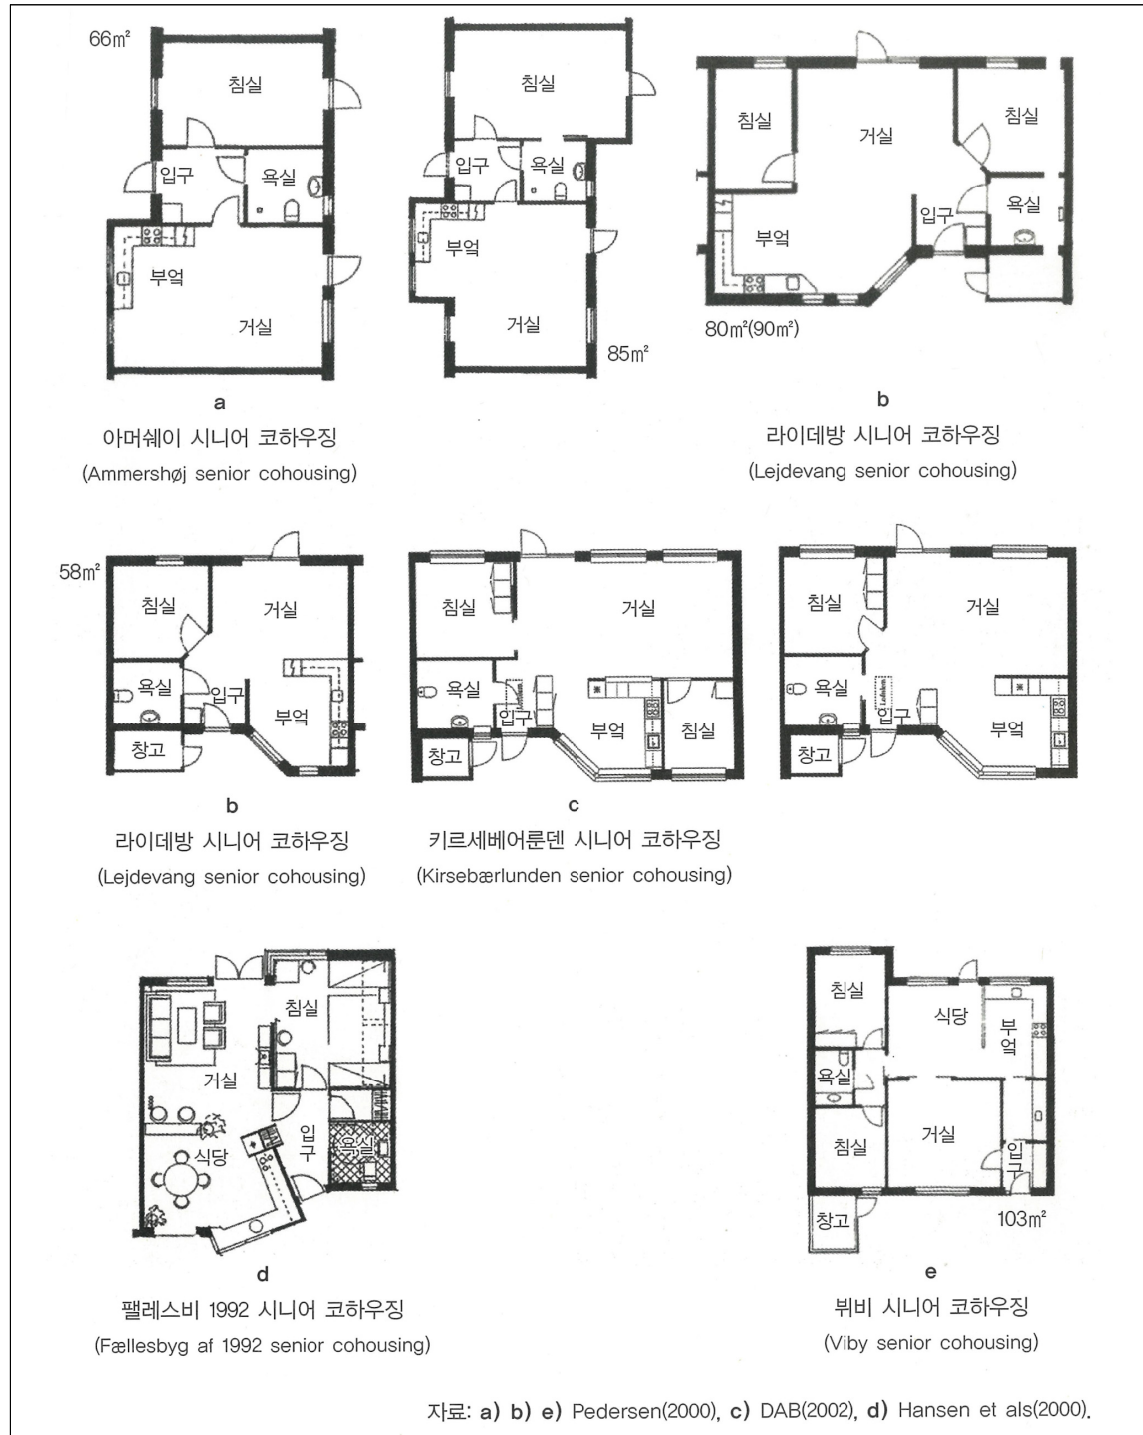 66㎡
침실
입구
욕실
부엌
거실
침실
입구
욕실
부엌
거실
85㎡
침실
거실
침실
부엌
입구
욕실
80㎡(90㎡)
a
아머쉐이 시니어 코하우징
(Ammershøj senior cohousing)
b
라이데방 시니어 코하우징
(Lejdevang senior cohousing)
58㎡
침실
거실
욕실
입구
부엌
창고
침실
거실
욕실
입구
부엌
침실
창고
침실
거실
욕실
입구
부엌
창고
b
라이데방 시니어 코하우징
(Lejdevang senior cohousing)
c
키르세베어룬덴 시니어 코하우징
(Kirsebærlunden senior cohousing)
침실
거실
입구
욕실
식당
침실
식당
부엌
욕실
침실
거실
입구
창고
103㎡
d
팰레스비 1992 시니어 코하우징
(Fællesbyg af 1992 senior cohousing)
e
뷔비 시니어 코하우징
(Viby senior cohousing)
자료: a) b) e) Pedersen(2000), c) DAB(2002), d) Hansen et als(2000).